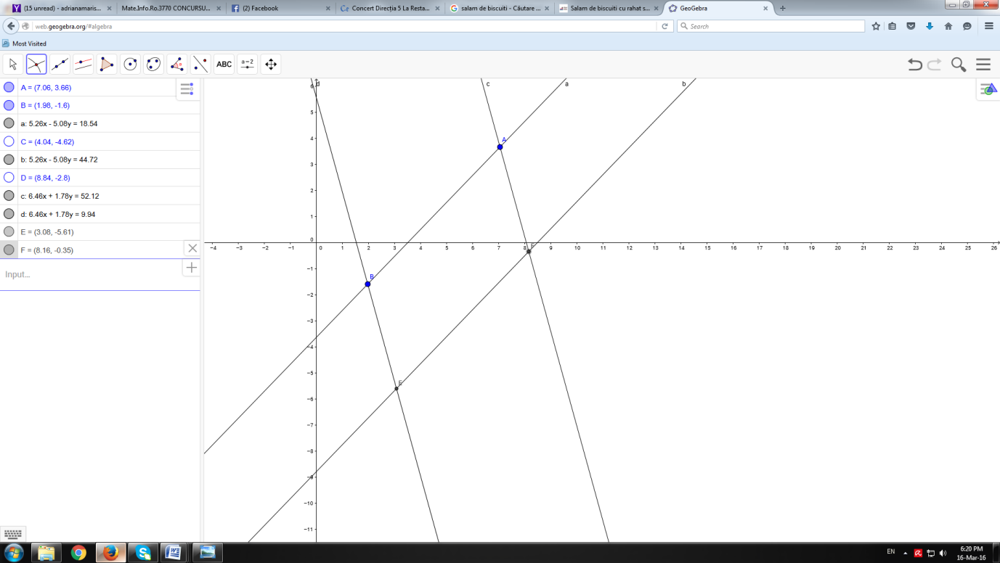 (15 unread) - adrianamaris...
Mate.Info.Ro.3770 CONCURSU...
(2) Facebook
Concert Direcția 5 La Resta...
salam de biscuiti - Căutare ...
Salam de biscuiti cu rahat s...
GeoGebra
web.geogebra.org/#algebra
Search
Most Visited
ABC
a=2
A = (7.06, 3.66)
B = (1.98, -1.6)
a: 5.26x - 5.08y = 18.54
C = (4.04, -4.62)
b: 5.26x - 5.08y = 44.72
D = (8.84, -2.8)
c: 6.46x + 1.78y = 52.12
d: 6.46x + 1.78y = 9.94
E = (3.08, -5.61)
F = (8.16, -0.35)
Input...
d c a b
6
5
4
3
2
1
0
-4 -3 -2 -1 0 1 2 3 4 5 6 7 8 9 10 11 12 13 14 15 16 17 18 19 20 21 22 23 24 25 26
-1
-2
-3
-4
-5
-6
-7
-8
-9
-10
-11
A
F
B
E
EN
6:20 PM
16-Mar-16